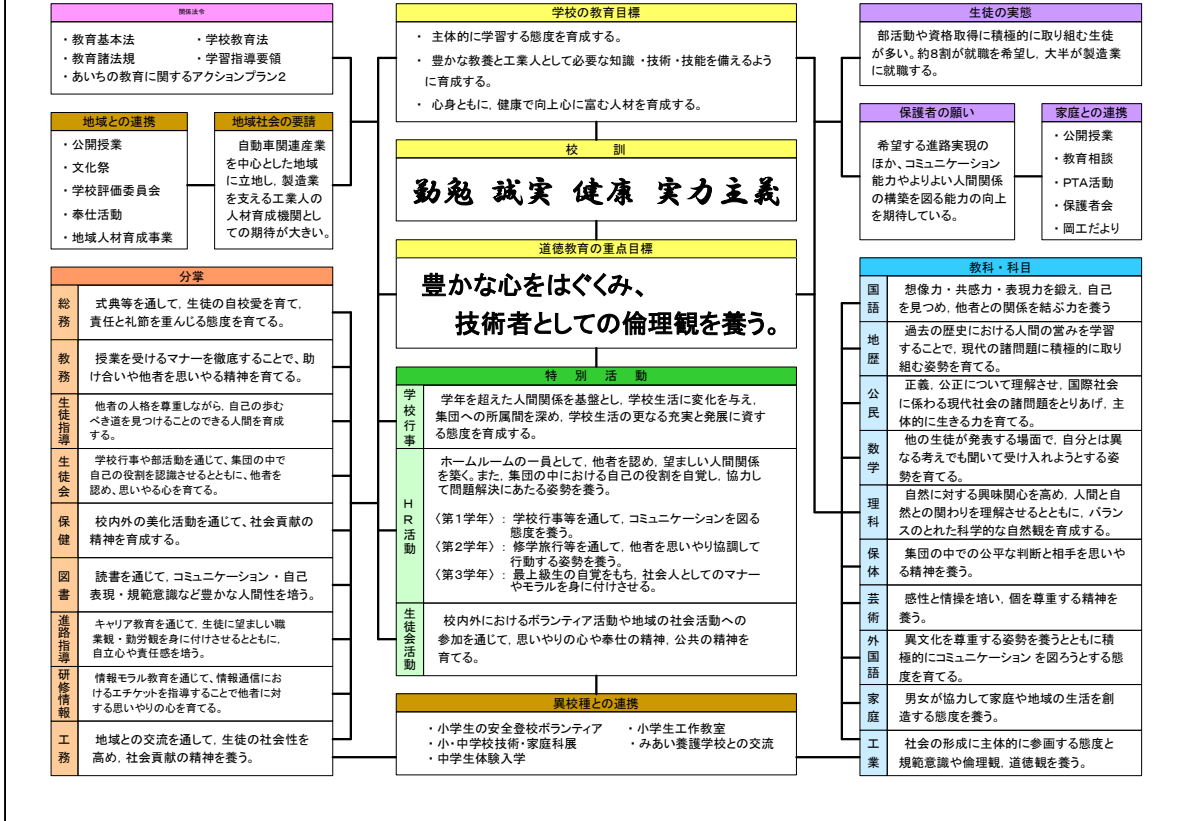 関係法令
・教育基本法　・学校教育法
・教育諸法規　・学習指導要領
・あいちの教育に関するアクションプラン２
地域との連携
・公開授業
・文化祭
・学校評価委員会
・奉仕活動
・地域人材育成事業
地域社会の要請
自動車関連産業
を中心とした地域
に立地し，製造業
を支える工業人の
人材育成機関とし
ての期待が大きい。
学校の教育目標
・ 主体的に学習する態度を育成する。
・ 豊かな教養と工業人として必要な知識・技術・技能を備えるよう
に育成する。
・ 心身ともに，健康で向上心に富む人材を育成する。
校　訓
勤勉 誠実 健康 実力主義
道徳教育の重点目標
豊かな心をはぐくみ、
技術者としての倫理観を養う。
生徒の実態
部活動や資格取得に積極的に取り組む生徒
が多い。約８割が就職を希望し，大半が製造業
に就職する。
保護者の願い
希望する進路実現の
ほか、コミュニケーション
能力やよりよい人間関係
の構築を図る能力の向上
を期待している。
家庭との連携
・公開授業
・教育相談
・PTA活動
・保護者会
・岡工だより
分掌
総務
式典等を通して，生徒の自校愛を育て，
責任と礼節を重んじる態度を育てる。
教務
授業を受けるマナーを徹底することで、助
け合いや他者を思いやる精神を育てる。
生徒指導
他者の人格を尊重しながら，自己の歩む
べき道を見つけることのできる人間を育成
する。
生徒会
学校行事や部活動を通じて、集団の中で
自己の役割を認識させるとともに、他者を
認め、思いやる心を育てる。
保健
校内外の美化活動を通じて、社会貢献の
精神を育成する。
図書
読書を通じて，コミュニケーション・自己
表現・規範意識など豊かな人間性を培う。
進路指導
キャリア教育を通じて，生徒に望ましい職
業観・勤労観を身に付けさせるとともに，
自立心や責任感を培う。
研修情報
情報モラル教育を通じて、情報通信にお
けるエチケットを指導することで他者に対
する思いやりの心を育てる。
工務
地域との交流を通して，生徒の社会性を
高め，社会貢献の精神を養う。
特別活動
学校行事
学年を超えた人間関係を基盤とし，学校生活に変化を与え，
集団への所属間を深め，学校生活の更なる充実と発展に資す
る態度を育成する。
HR活動
ホームルームの一員として，他者を認め，望ましい人間関係
を築く。また，集団の中における自己の役割を自覚し，協力し
て問題解決にあたる姿勢を養う。
〈第１学年〉： 学校行事等を通して，コミュニケーションを図る
態度を養う。
〈第２学年〉： 修学旅行等を通して，他者を思いやり協調して
行動する姿勢を養う。
〈第３学年〉： 最上級生の自覚をもち，社会人としてのマナー
やモラルを身に付けさせる。
生徒会活動
校内外におけるボランティア活動や地域の社会活動への
参加を通じて，思いやりの心や奉仕の精神，公共の精神を
育てる。
異校種との連携
・小学生の安全登校ボランティア　・小学生工作教室
・小・中学校技術・家庭科展　・みあい養護学校との交流
・中学生体験入学
教科・科目
国語
想像力・共感力・表現力を鍛え，自己
を見つめ，他者との関係を結ぶ力を養う
地歴
過去の歴史における人間の営みを学習
することで，現代の諸問題に積極的に取り
組む姿勢を育てる。
公民
正義，公正について理解させ，国際社会
に係わる現代社会の諸問題をとりあげ，主
体的に生きる力を育てる。
数学
他の生徒が発表する場面で，自分とは異
なる考えでも聞いて受け入れようとする姿
勢を育てる。
理科
自然に対する興味関心を高め，人間と自
然との関わりを理解させるとともに，バラン
スのとれた科学的な自然観を育成する。
保体
集団の中での公平な判断と相手を思いや
る精神を養う。
芸術
感性と情操を培い，個を尊重する精神を
養う。
外国語
異文化を尊重する姿勢を養うとともに積
極的にコミュニケーション を図ろうとする態
度を育てる。
家庭
男女が協力して家庭や地域の生活を創
造する態度を養う。
工業
社会の形成に主体的に参画する態度と
規範意識や倫理観，道徳観を養う。